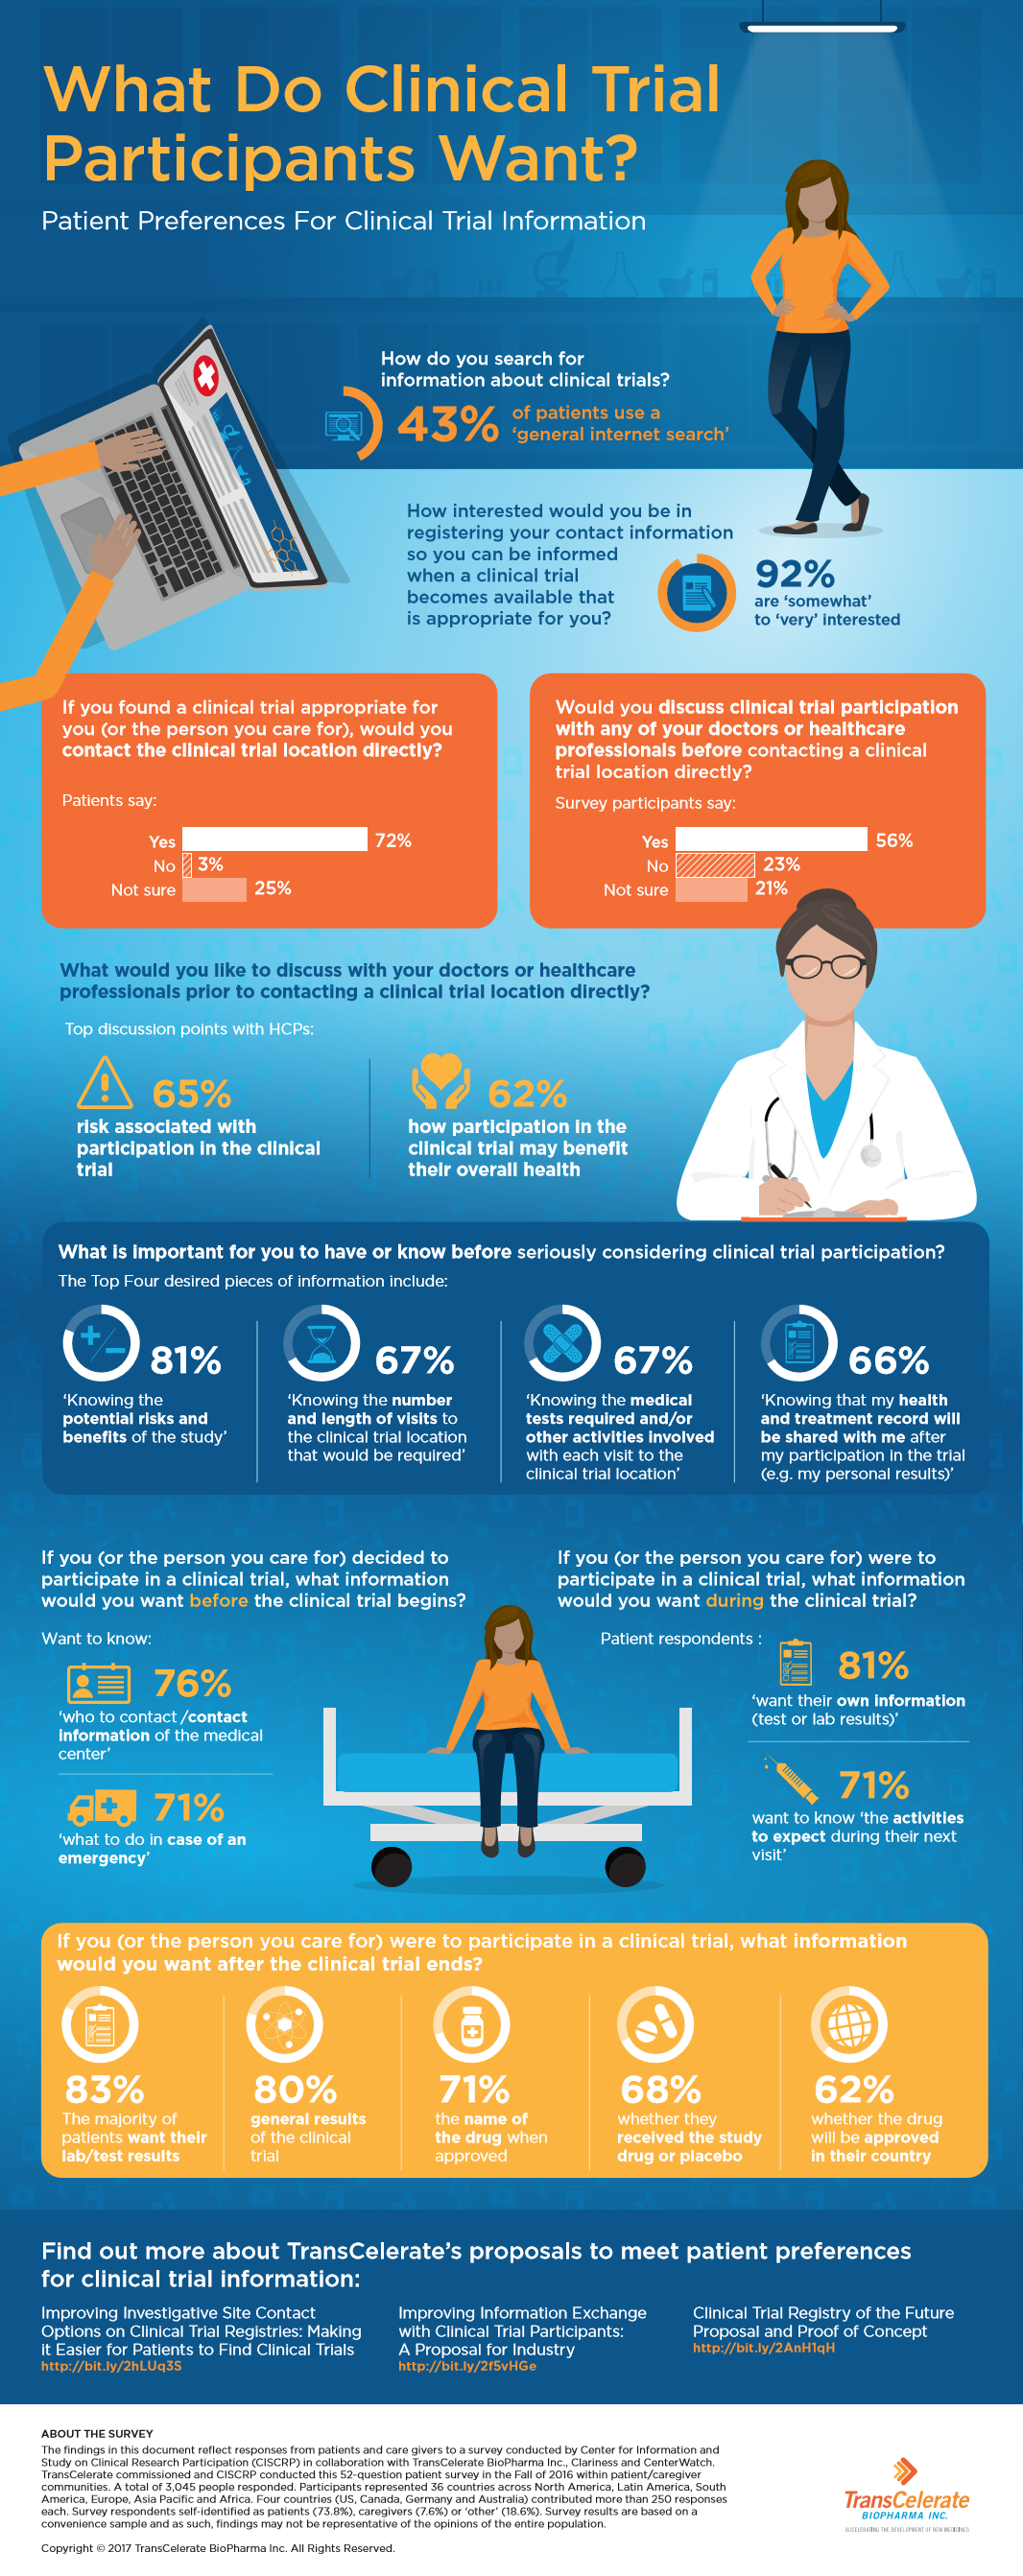 What Do Clinical Trial
Participants Want?
Patient Preferences For Clinical Trial Information
How do you search for
information about clinical trials?
43%
of patients use a
‘general internet search’
How interested would you be in
registering your contact information
so you can be informed
when a clinical trial
becomes available that
is appropriate for you?
92%
are ‘somewhat’
to ‘very’ interested
If you found a clinical trial appropriate for
you (or the person you care for), would you
contact the clinical trial location directly?
Patients say:
Yes 72%
No 3%
Not sure 25%
Would you discuss clinical trial participation
with any of your doctors or healthcare
professionals before contacting a clinical
trial location directly?
Survey participants say:
Yes 56%
No 23%
Not sure 21%
What would you like to discuss with your doctors or healthcare
professionals prior to contacting a clinical trial location directly?
Top discussion points with HCPs:
65%
risk associated with
participation in the clinical
trial
62%
how participation in the
clinical trial may benefit
their overall health
What is important for you to have or know before seriously considering clinical trial participation?
The Top Four desired pieces of information include:
81%
‘Knowing the
potential risks and
benefits of the study’
67%
‘Knowing the number
and length of visits to
the clinical trial location
that would be required’
67%
‘Knowing the medical
tests required and/or
other activities involved
with each visit to the
clinical trial location’
66%
‘Knowing that my health
and treatment record will
be shared with me after
my participation in the trial
(e.g. my personal results)’
If you (or the person you care for) decided to
participate in a clinical trial, what information
would you want before the clinical trial begins?
Want to know:
76%
‘who to contact /contact
information of the medical
center’
71%
‘what to do in case of an
emergency’
If you (or the person you care for) were to
participate in a clinical trial, what information
would you want during the clinical trial?
Patient respondents :
81%
‘want their own information
(test or lab results)’
71%
want to know ‘the activities
to expect during their next
visit’
If you (or the person you care for) were to participate in a clinical trial, what information
would you want after the clinical trial ends?
83%
The majority of
patients want their
lab/test results
80%
general results
of the clinical
trial
71%
the name of
the drug when
approved
68%
whether they
received the study
drug or placebo
62%
whether the drug
will be approved
in their country
Find out more about TransCelerate’s proposals to meet patient preferences
for clinical trial information:
Improving Investigative Site Contact
Options on Clinical Trial Registries: Making
it Easier for Patients to Find Clinical Trials
http://bit.ly/2hLUq3S
Improving Information Exchange
with Clinical Trial Participants:
A Proposal for Industry
http://bit.ly/2f5vHGe
Clinical Trial Registry of the Future
Proposal and Proof of Concept
http://bit.ly/2AnH1qH
ABOUT THE SURVEY
The findings in this document reflect responses from patients and care givers to a survey conducted by Center for Information and
Study on Clinical Research Participation (CISCRP) in collaboration with TransCelerate BioPharma Inc., Clariness and CenterWatch.
TransCelerate commissioned and CISCRP conducted this 52-question patient survey in the Fall of 2016 within patient/caregiver
communities. A total of 3,045 people responded. Participants represented 36 countries across North America, Latin America, South
America, Europe, Asia Pacific and Africa. Four countries (US, Canada, Germany and Australia) contributed more than 250 responses
each. Survey respondents self-identified as patients (73.8%), caregivers (7.6%) or ‘other’ (18.6%). Survey results are based on a
convenience sample and as such, findings may not be representative of the opinions of the entire population.
Copyright © 2017 TransCelerate BioPharma Inc. All Rights Reserved.
TransCelerate
BIOPHARMA INC.
ACCELERATING THE DEVELOPMENT OF NEW MEDICINES